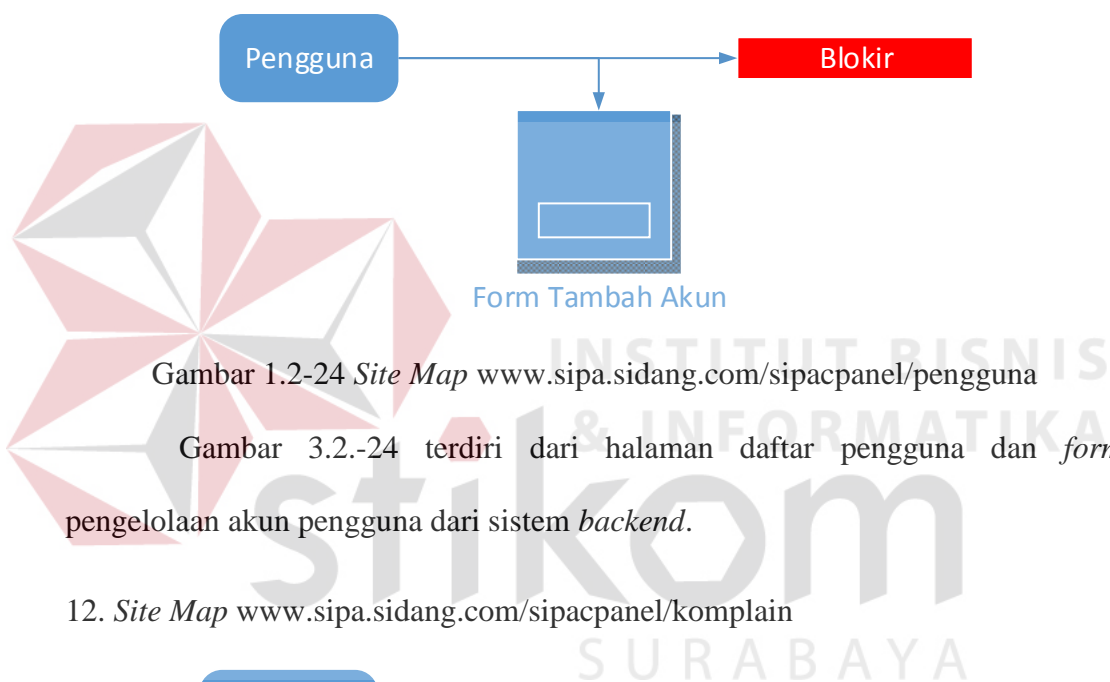 Pengguna
Blokir
Form Tambah Akun
Gambar 1.2-24 Site Map www.sipa.sidang.com/sipacpanel/pengguna
INSTITUT BISNIS
& INFORMATIKA
Gambar 3.2.-24 terdiri dari halaman daftar pengguna dan form
pengelolaan akun pengguna dari sistem backend.
stikom
12. Site Map www.sipa.sidang.com/sipacpanel/komplain
SURABAYA